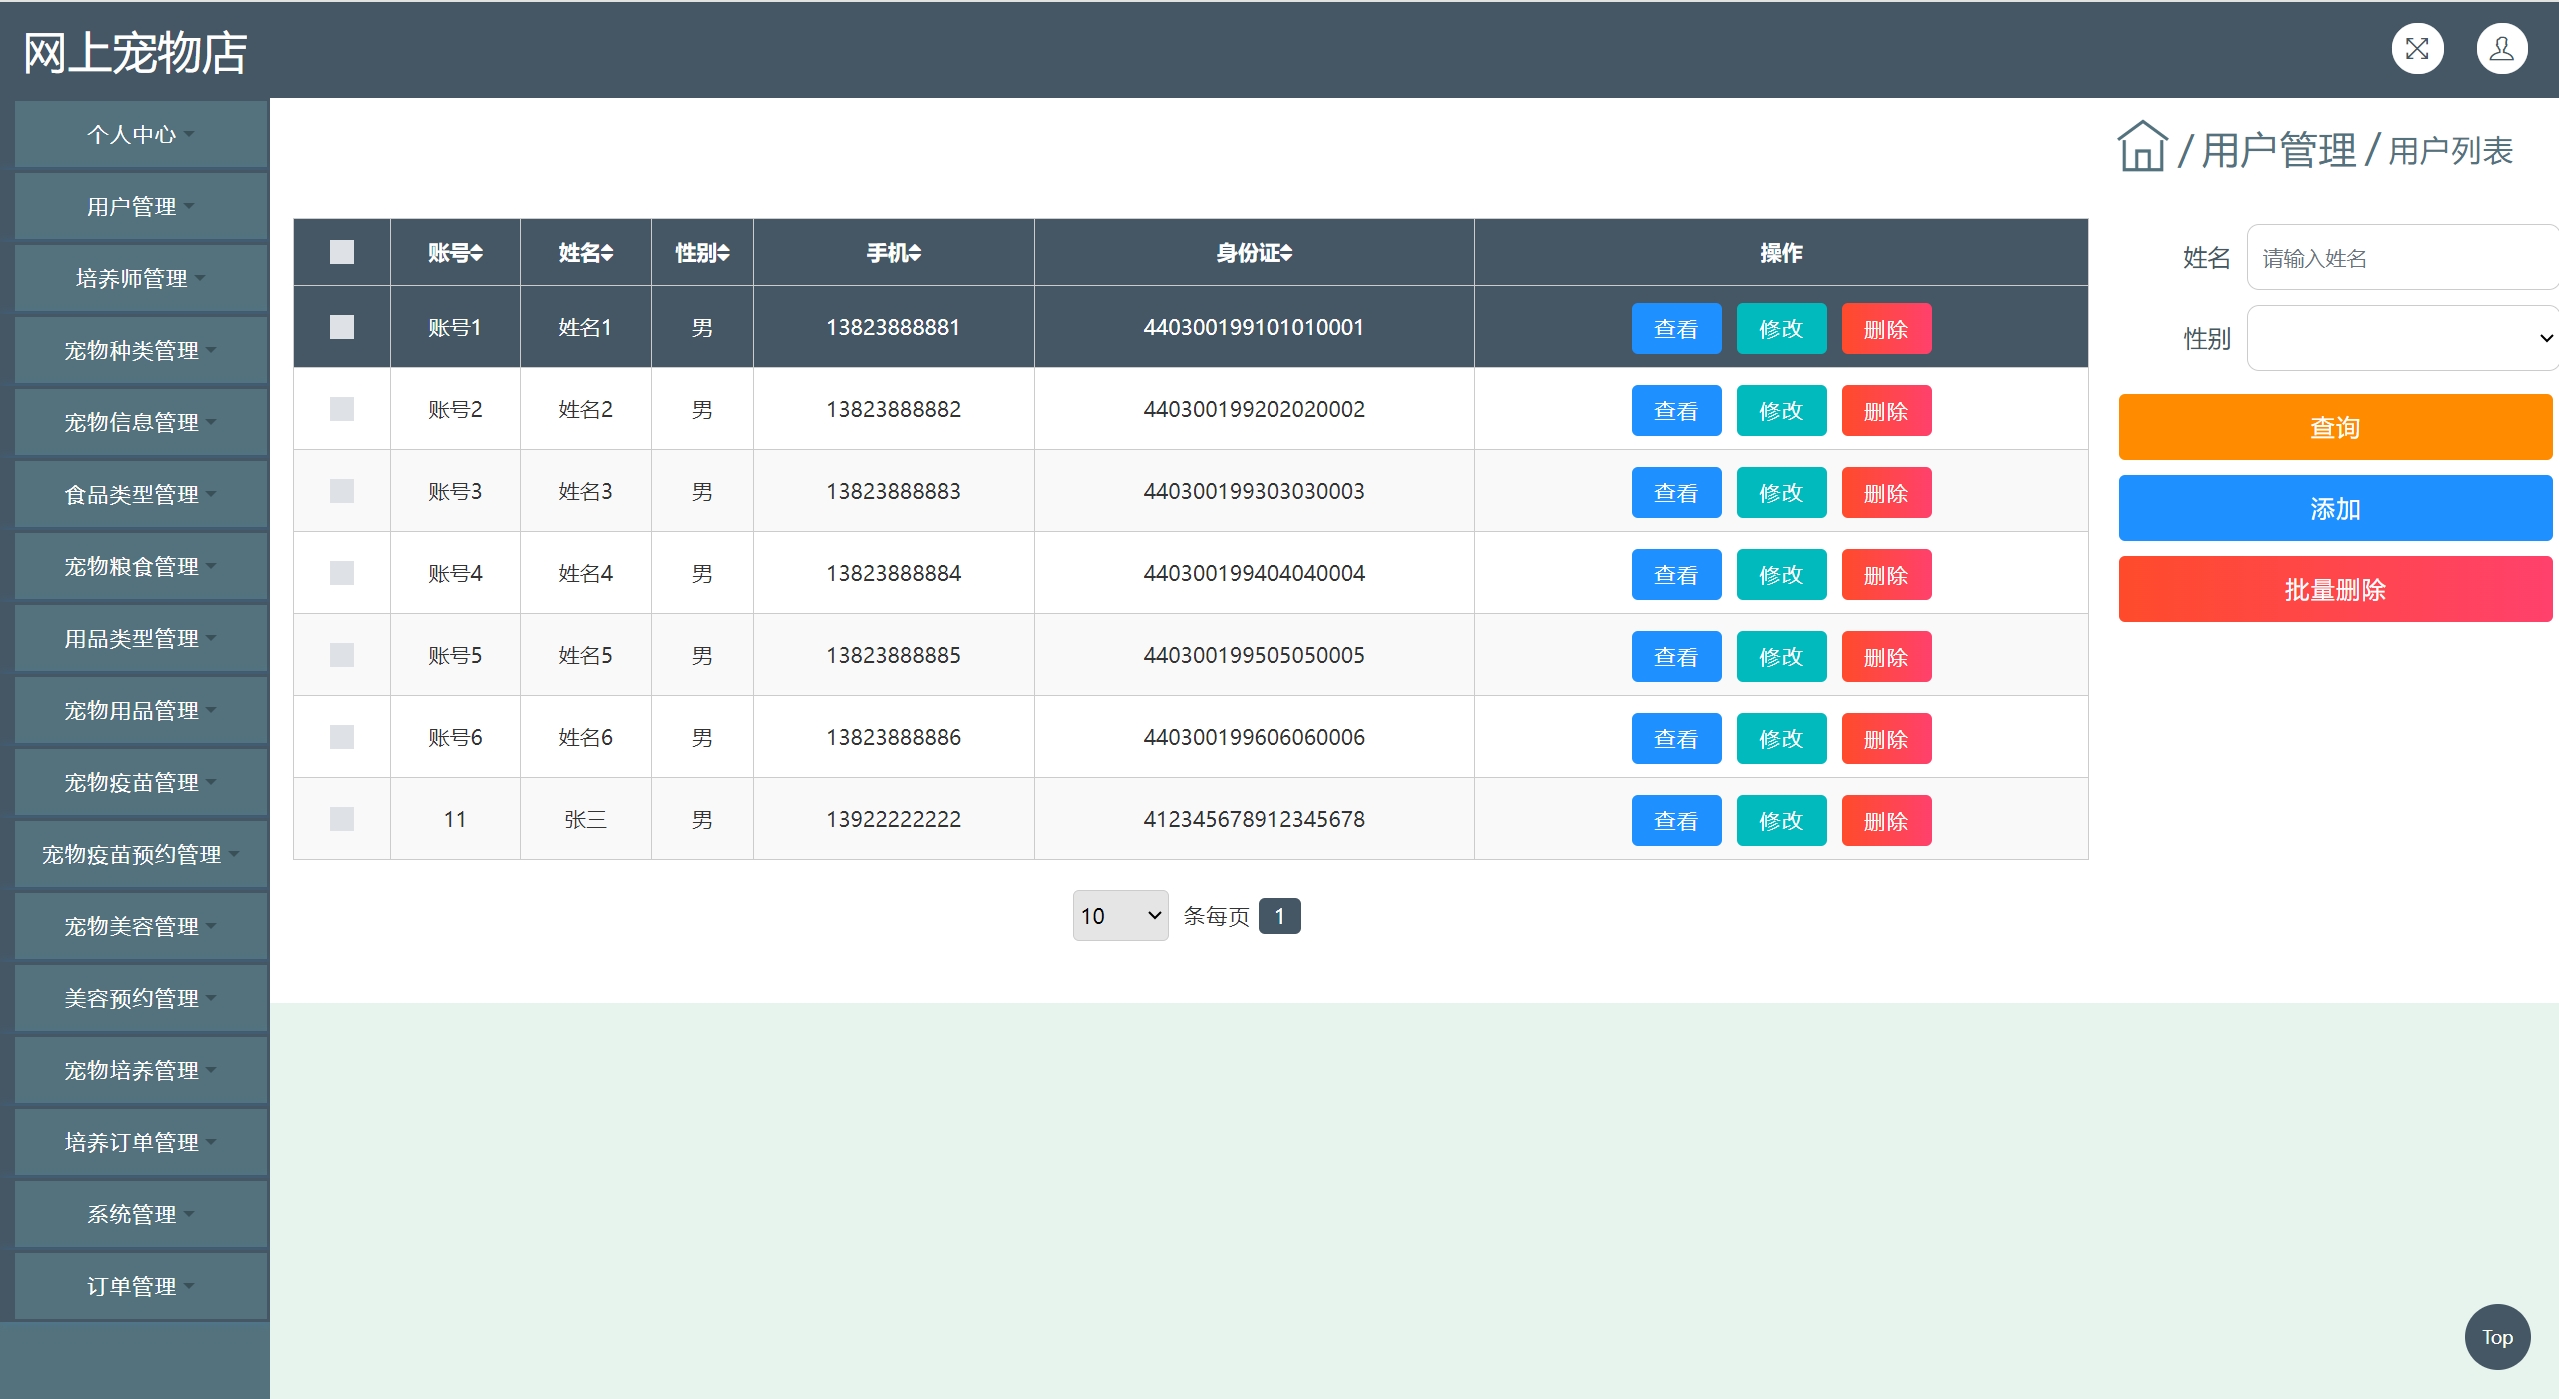 网上宠物店
个人中心
用户管理
培养师管理
宠物种类管理
宠物信息管理
食品类型管理
宠物粮食管理
用品类型管理
宠物用品管理
宠物疫苗管理
宠物疫苗预约管理
宠物美容管理
美容预约管理
宠物培养管理
培养订单管理
系统管理
订单管理
/ 用户管理 / 用户列表
账号 姓名 性别 手机 身份证 操作
账号1 姓名1 男 13823888881 440300199101010001 查看 修改 删除
账号2 姓名2 男 13823888882 440300199202020002 查看 修改 删除
账号3 姓名3 男 13823888883 440300199303030003 查看 修改 删除
账号4 姓名4 男 13823888884 440300199404040004 查看 修改 删除
账号5 姓名5 男 13823888885 440300199505050005 查看 修改 删除
账号6 姓名6 男 13823888886 440300199606060006 查看 修改 删除
11 张三 男 13922222222 412345678912345678 查看 修改 删除
10 条每页 1
姓名 请输入姓名
性别
查询
添加
批量删除
Top